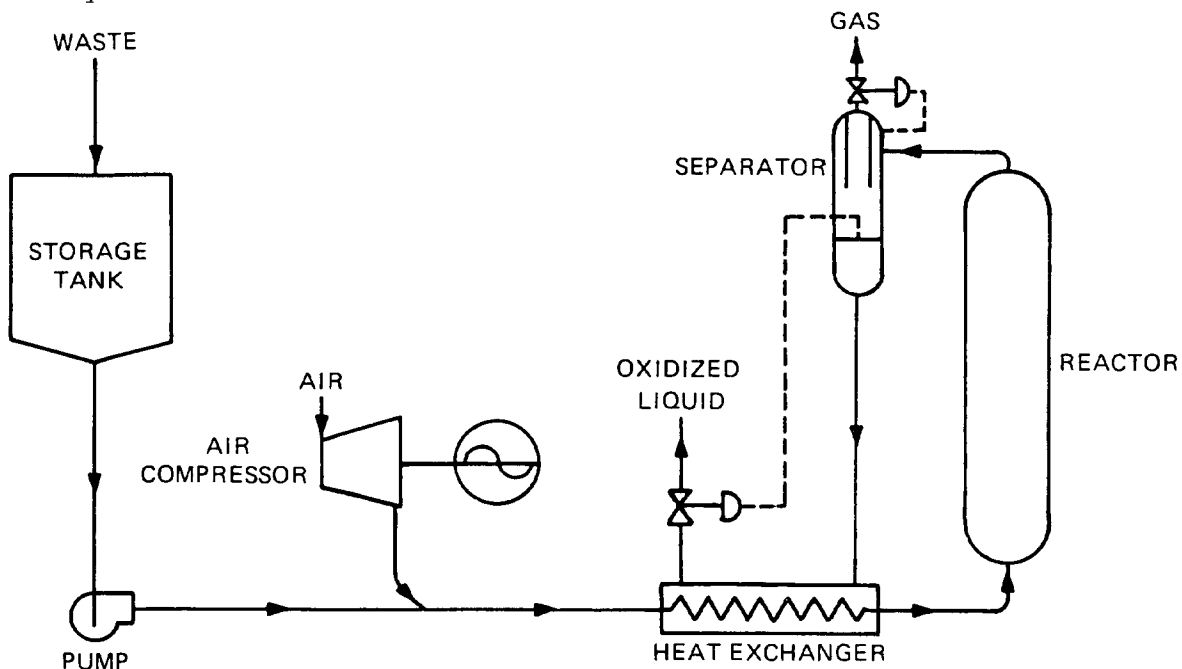 WASTE
GAS
SEPARATOR
STORAGE
TANK
REACTOR
OXIDIZED
LIQUID
AIR
AIR
COMPRESSOR
PUMP
HEAT EXCHANGER